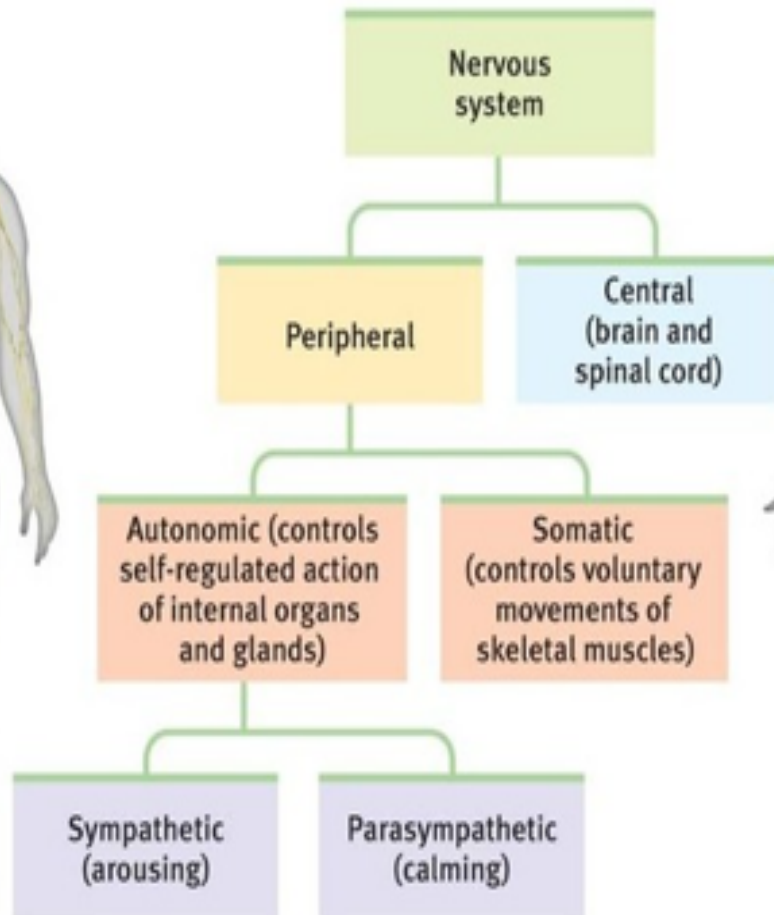 Nervous
system
Peripheral
Central
(brain and
spinal cord)
Autonomic (controls
self-regulated action
of internal organs
and glands)
Somatic
(controls voluntary
movements of
skeletal muscles)
Sympathetic
(arousing)
Parasympathetic
(calming)